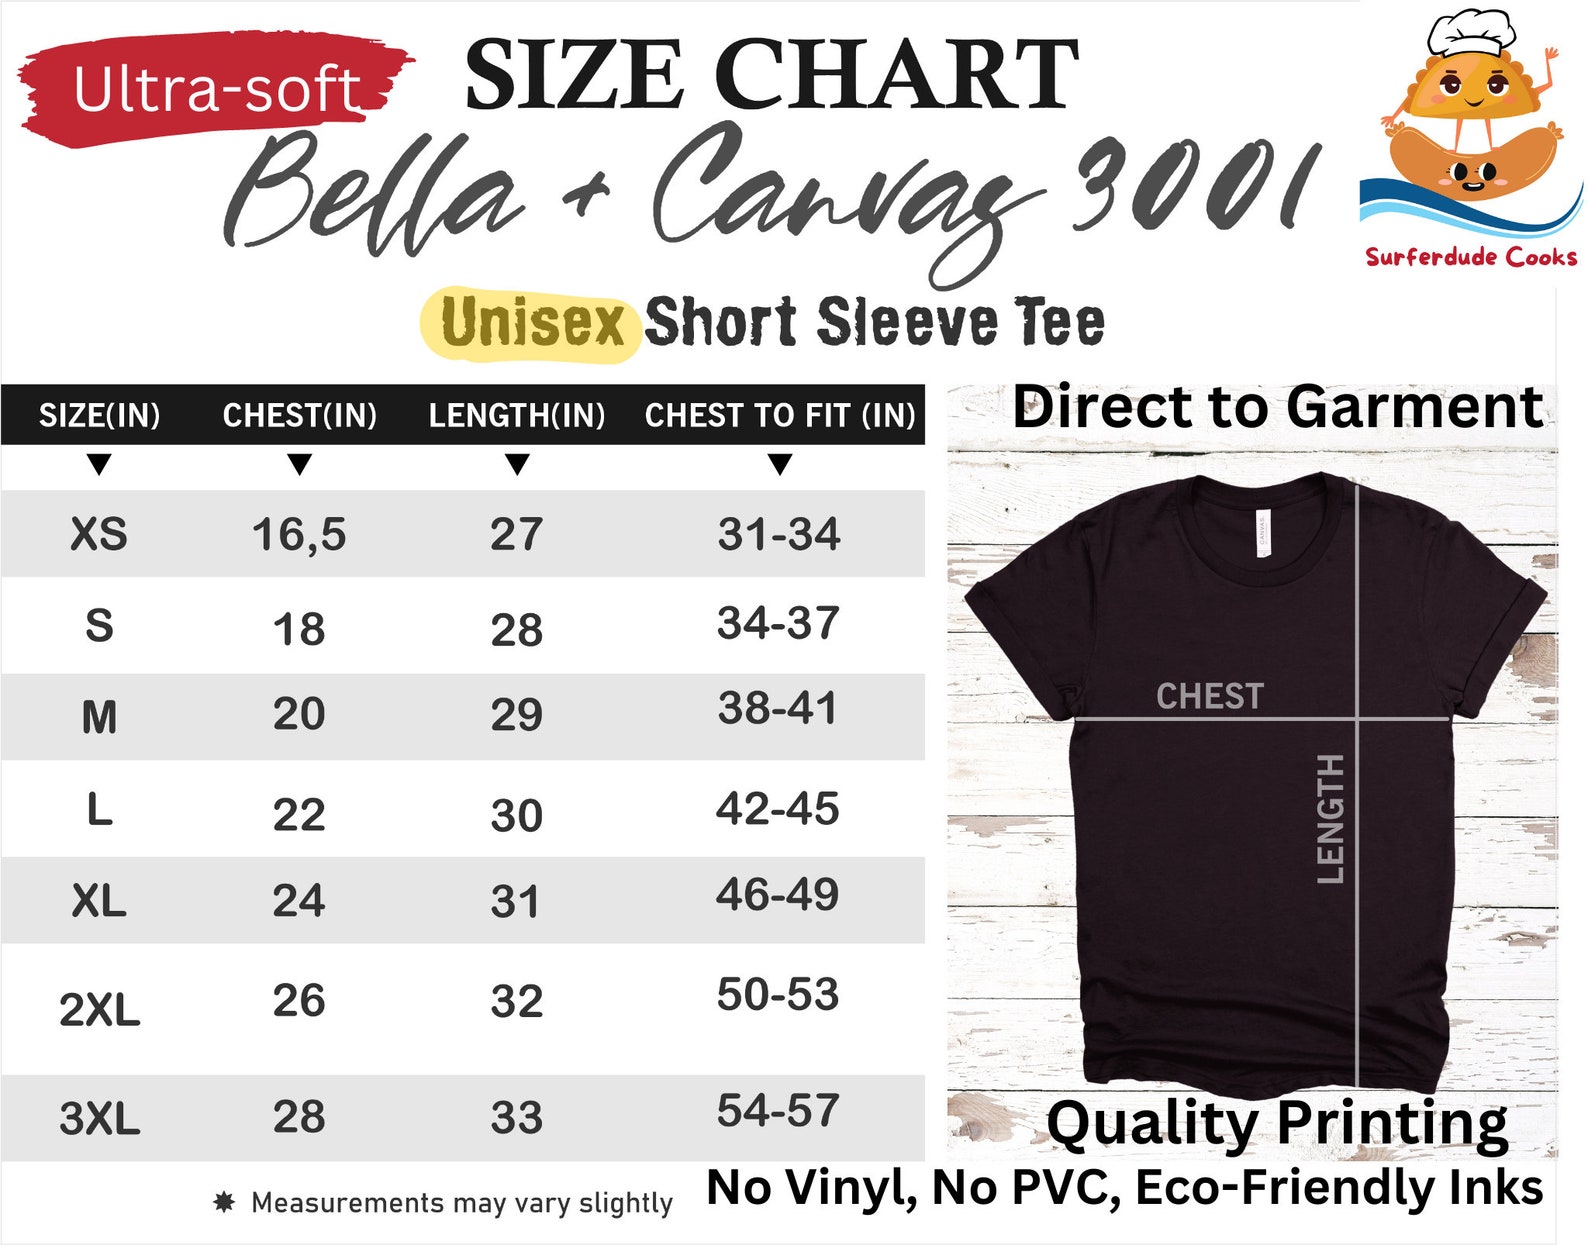 Ultra-soft
SIZE CHART
Bella + Canvas 3001
Surferdude Cooks
Unisex Short Sleeve Tee
SIZE(IN) CHEST(IN) LENGTH(IN) CHEST TO FIT (IN)
XS 16,5 27 31-34
S 18 28 34-37
M 20 29 38-41
L 22 30 42-45
XL 24 31 46-49
2XL 26 32 50-53
3XL 28 33 54-57
Measurements may vary slightly
Direct to Garment
CANVAS.
CHEST
LENGTH
Quality Printing
No Vinyl, No PVC, Eco-Friendly Inks